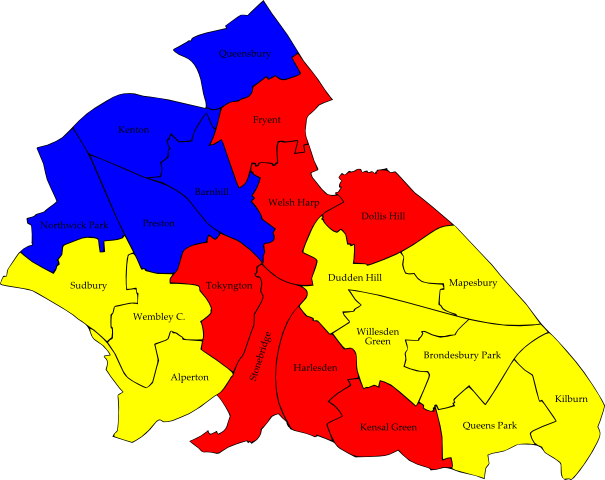 Queensbury
Fryent
Kenton
Barnhill
Welsh Harp
Dollis Hill
Northwick Park
Preston
Sudbury
Tokyngton
Dudden Hill
Mapesbury
Wembley C.
Willesden
Green
Brondesbury Park
Stonebridge
Harlesden
Alperton
Kensal Green
Queens Park
Kilburn